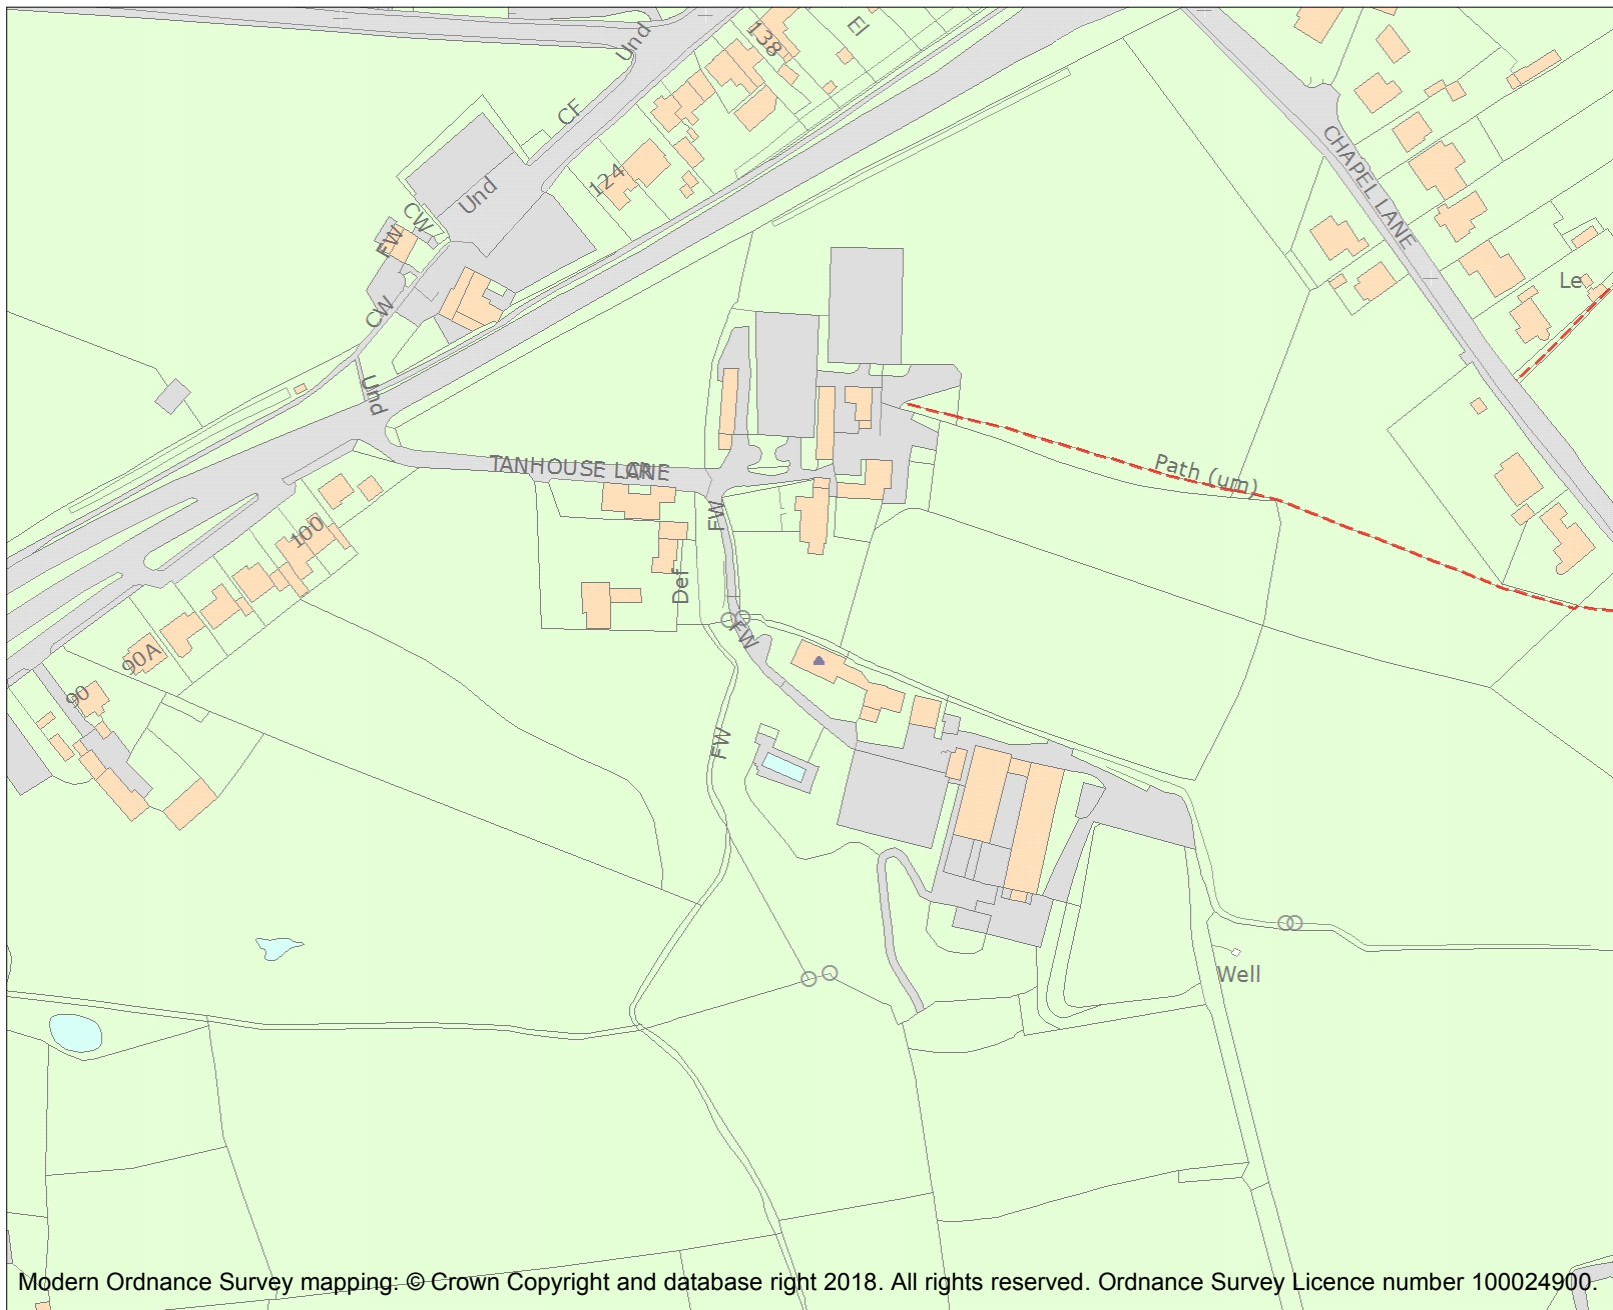 Und
138
El
CF
124
Und
CW
FW
CW
Und
CHAPEL LANE
Le
TANHOUSE LANE
Path (um)
FW
100
Def
FW
90A
90
FW
Well
Modern Ordnance Survey mapping: © Crown Copyright and database right 2018. All rights reserved. Ordnance Survey Licence number 100024900.